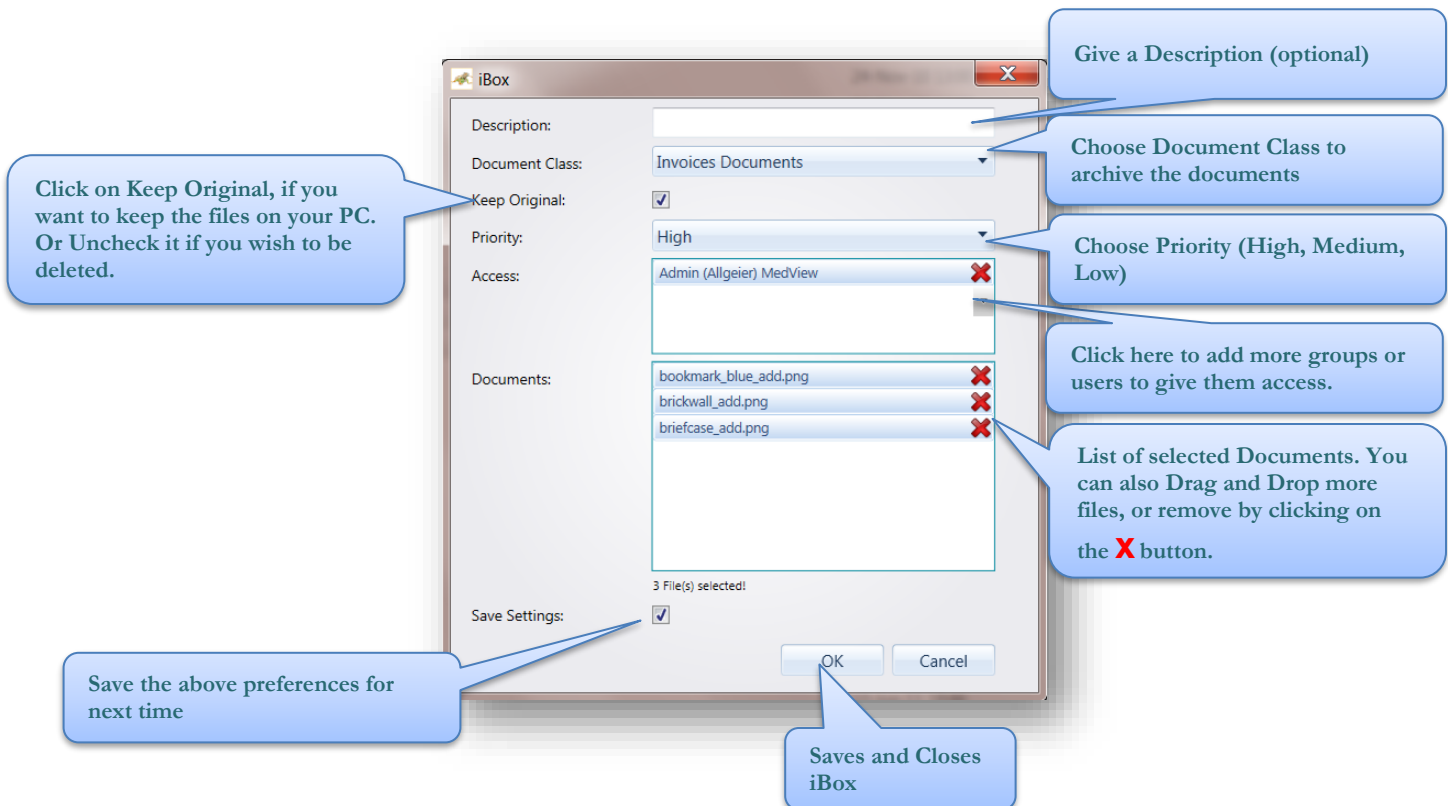 Give a Description (optional)
iBox
X
Description:
Document Class:
Invoices Documents
Choose Document Class to
archive the documents
Click on Keep Original, if you
want to keep the files on your PC.
Or Uncheck it if you wish to be
deleted.
Keep Original:
Priority:
High
Choose Priority (High, Medium,
Low)
Access:
Admin (Allgeier) MedView
Click here to add more groups or
users to give them access.
Documents:
bookmark_blue_add.png
brickwall_add.png
briefcase_add.png
List of selected Documents. You
can also Drag and Drop more
files, or remove by clicking on
the X button.
3 File(s) selected!
Save Settings:
OK
Cancel
Save the above preferences for
next time
Saves and Closes
iBox